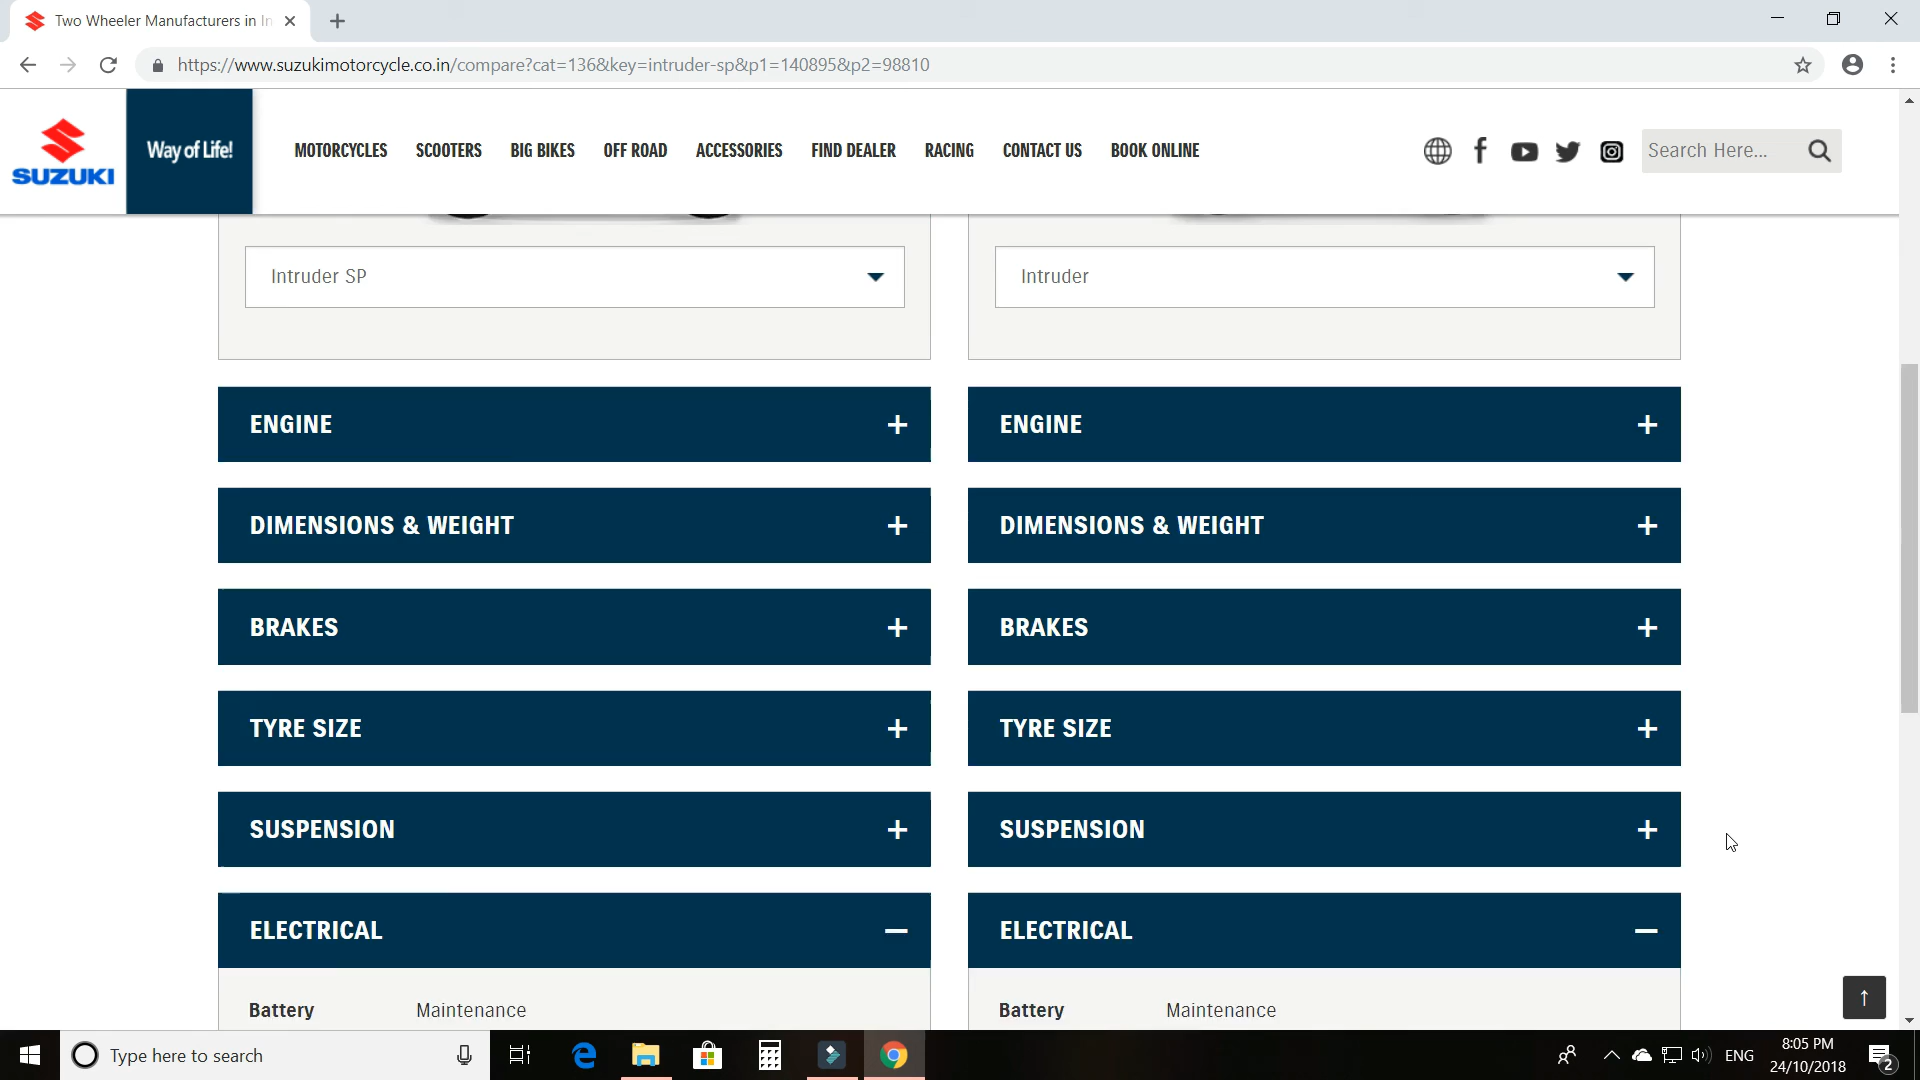 Two Wheeler Manufacturers in In
https://www.suzukimotorcycle.co.in/compare?cat=136&key=intruder-sp&p1=140895&p2=98810
SUZUKI
Way of Life!
MOTORCYCLES SCOOTERS BIG BIKES OFF ROAD ACCESSORIES FIND DEALER RACING CONTACT US BOOK ONLINE
Search Here...
Intruder SP
Intruder
ENGINE +
ENGINE +
DIMENSIONS & WEIGHT +
DIMENSIONS & WEIGHT +
BRAKES +
BRAKES +
TYRE SIZE +
TYRE SIZE +
SUSPENSION +
SUSPENSION +
ELECTRICAL −
ELECTRICAL −
Battery Maintenance
Battery Maintenance
Type here to search
ENG
8:05 PM
24/10/2018
2